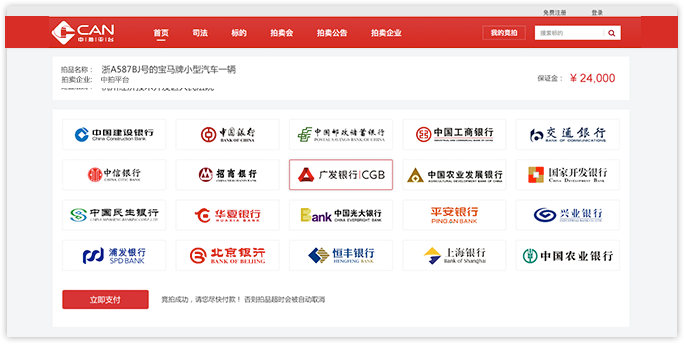 免费注册 登录
CAN
中拍平台
首页 司法 标的 拍卖会 拍卖公告 拍卖企业 我的竞拍 搜索标的
拍品名称： 浙A587BJ号的宝马牌小型汽车一辆
拍卖企业: 中拍平台
保证金： ¥ 24,000
中国建设银行 中国银行 中国邮政储蓄银行 中国工商银行 交通银行
China Construction Bank BANK OF CHINA POSTAL SAVINGS BANK OF CHINA INDUSTRIAL AND COMMERCIAL BANK OF CHINA BANK OF COMMUNICATIONS
中信银行 招商银行 广发银行|CGB 中国农业发展银行 国家开发银行
CHINA CITIC BANK CHINA MERCHANTS BANK AGRICULTURAL DEVELOPMENT BANK OF CHINA China Development Bank
中国民生银行 华夏银行 Bank 中国光大银行 平安银行 兴业银行
CHINA MINSHENG BANKING CORP.,LTD. HUAXIA BANK CHINA EVERBRIGHT BANK PING AN BANK
浦发银行 北京银行 恒丰银行 上海银行 中国农业银行
SPD BANK BANK OF BEIJING HENGFENG BANK Bank of Shanghai
立即支付 竞拍成功，请您尽快付款！ 否则拍品超时会被自动取消